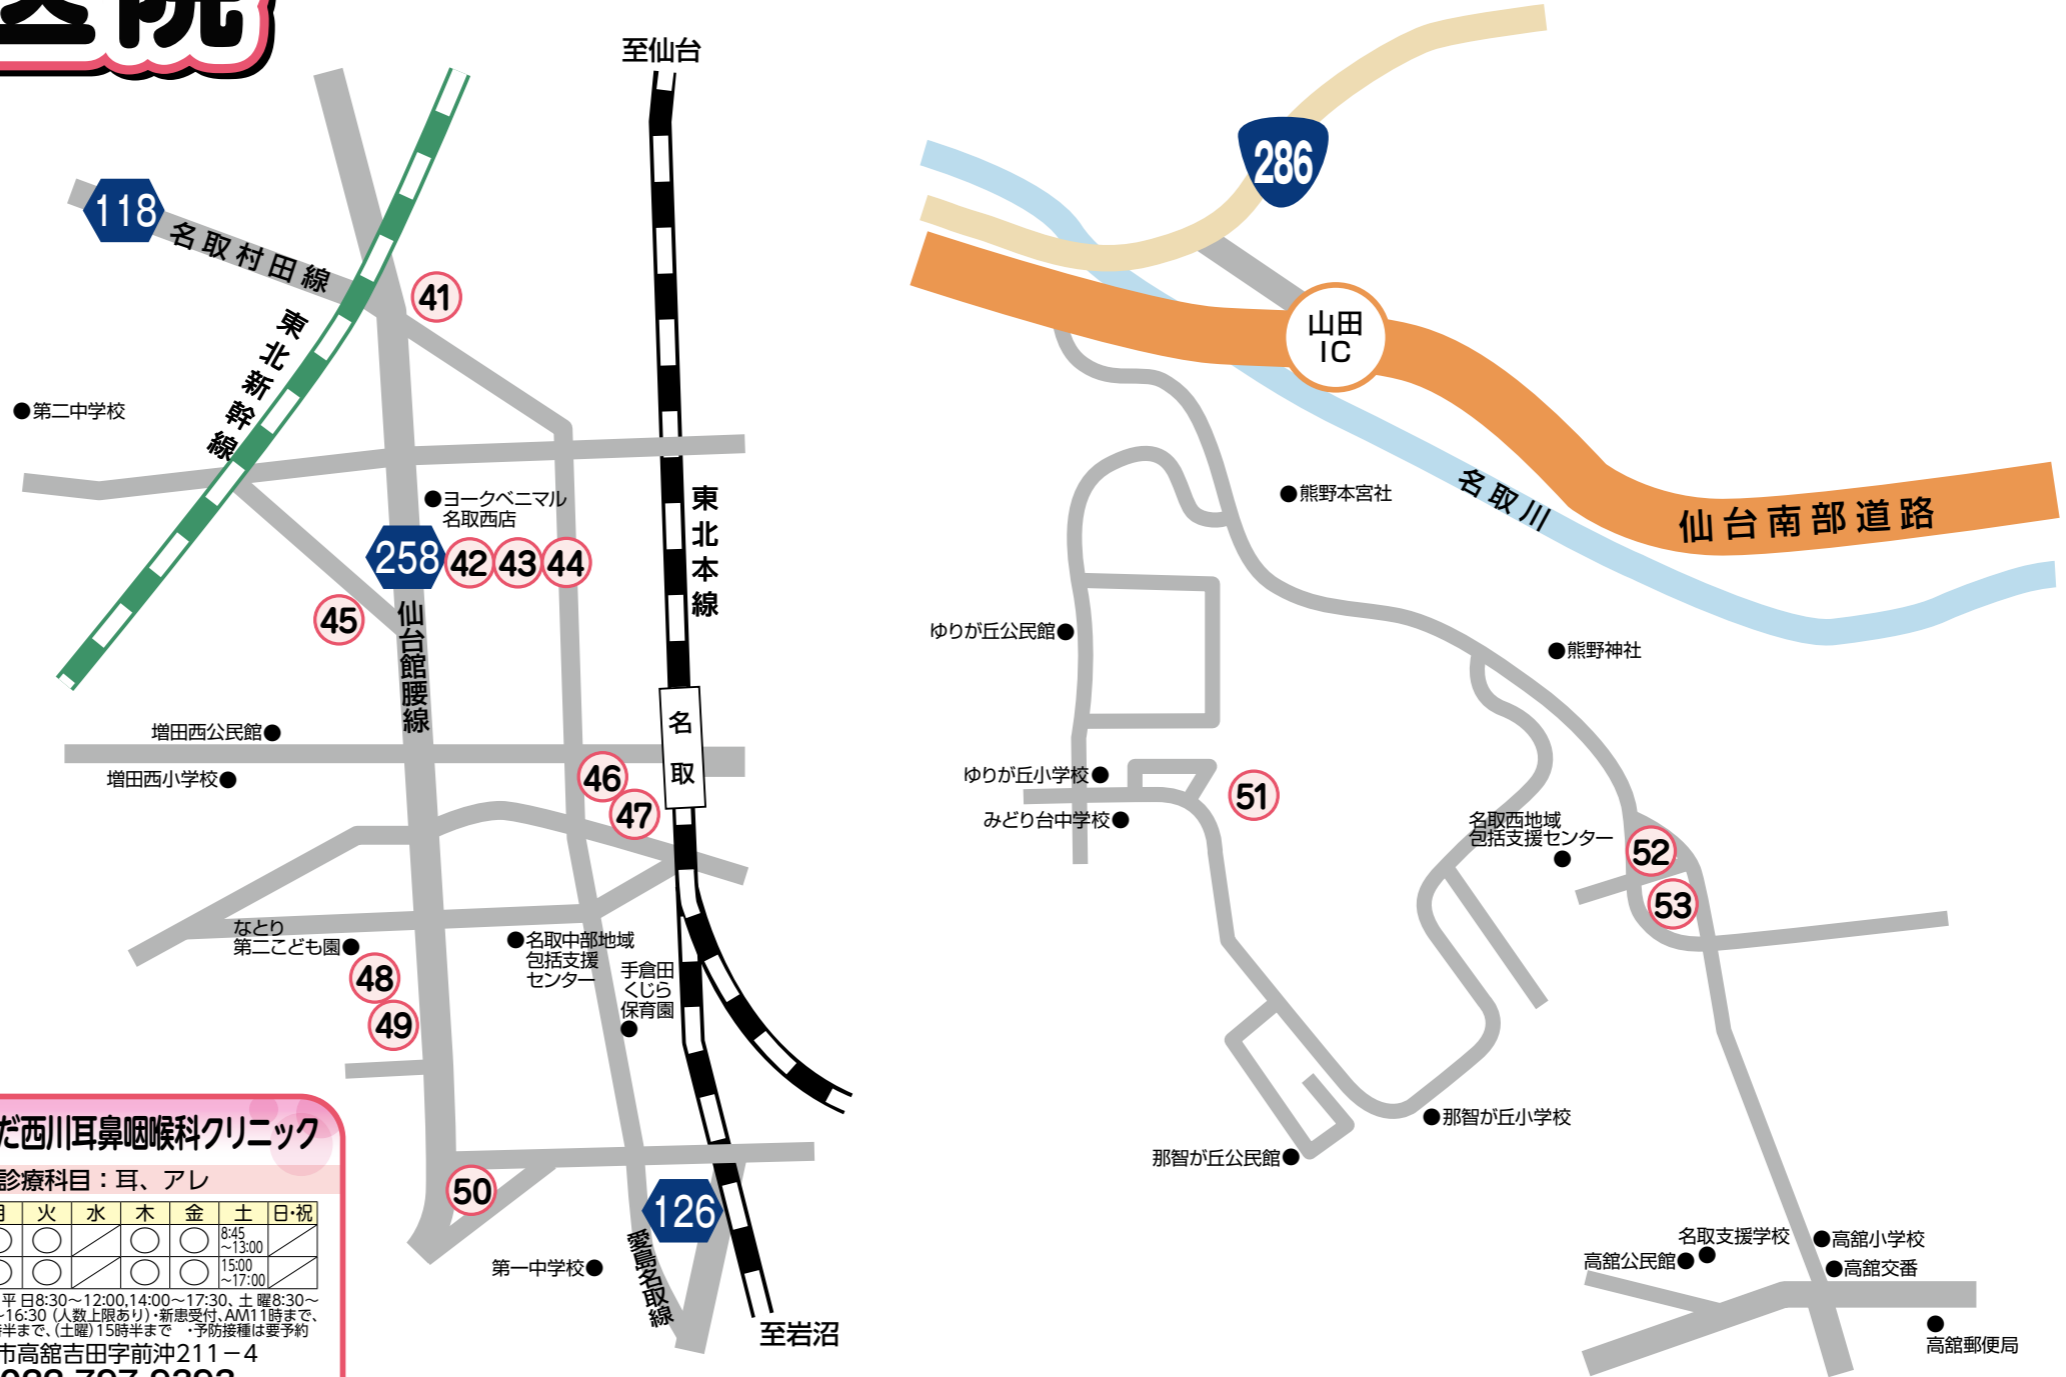 医院
至仙台
118
名取村田線
東北新幹線
41
第二中学校
ヨークベニマル
名取西店
258
42
43
44
45
仙台館腰線
東北本線
増田西公民館
増田西小学校
名取
46
47
なとり
第二こども園
48
49
名取中部地域
包括支援
センター
手倉田
くじら
保育園
50
126
愛島名取線
第一中学校
至岩沼
286
山田
IC
名取川
仙台南部道路
熊野本宮社
熊野神社
ゆりが丘公民館
ゆりが丘小学校
みどり台中学校
51
名取西地域
包括支援センター
52
53
那智が丘小学校
那智が丘公民館
名取支援学校
高舘公民館
高舘小学校
高舘交番
高舘郵便局
だ西川耳鼻咽喉科クリニック
診療科目：耳、アレ
月 火 水 木 金 土 日・祝
8:45
～13:00
15:00
～17:00
平日8:30～12:00,14:00～17:30、土曜8:30～
～16:30（人数上限あり）・新患受付、AM11時まで、
時半まで、（土曜）15時半まで ・予防接種は要予約
市高舘吉田字前沖211－4